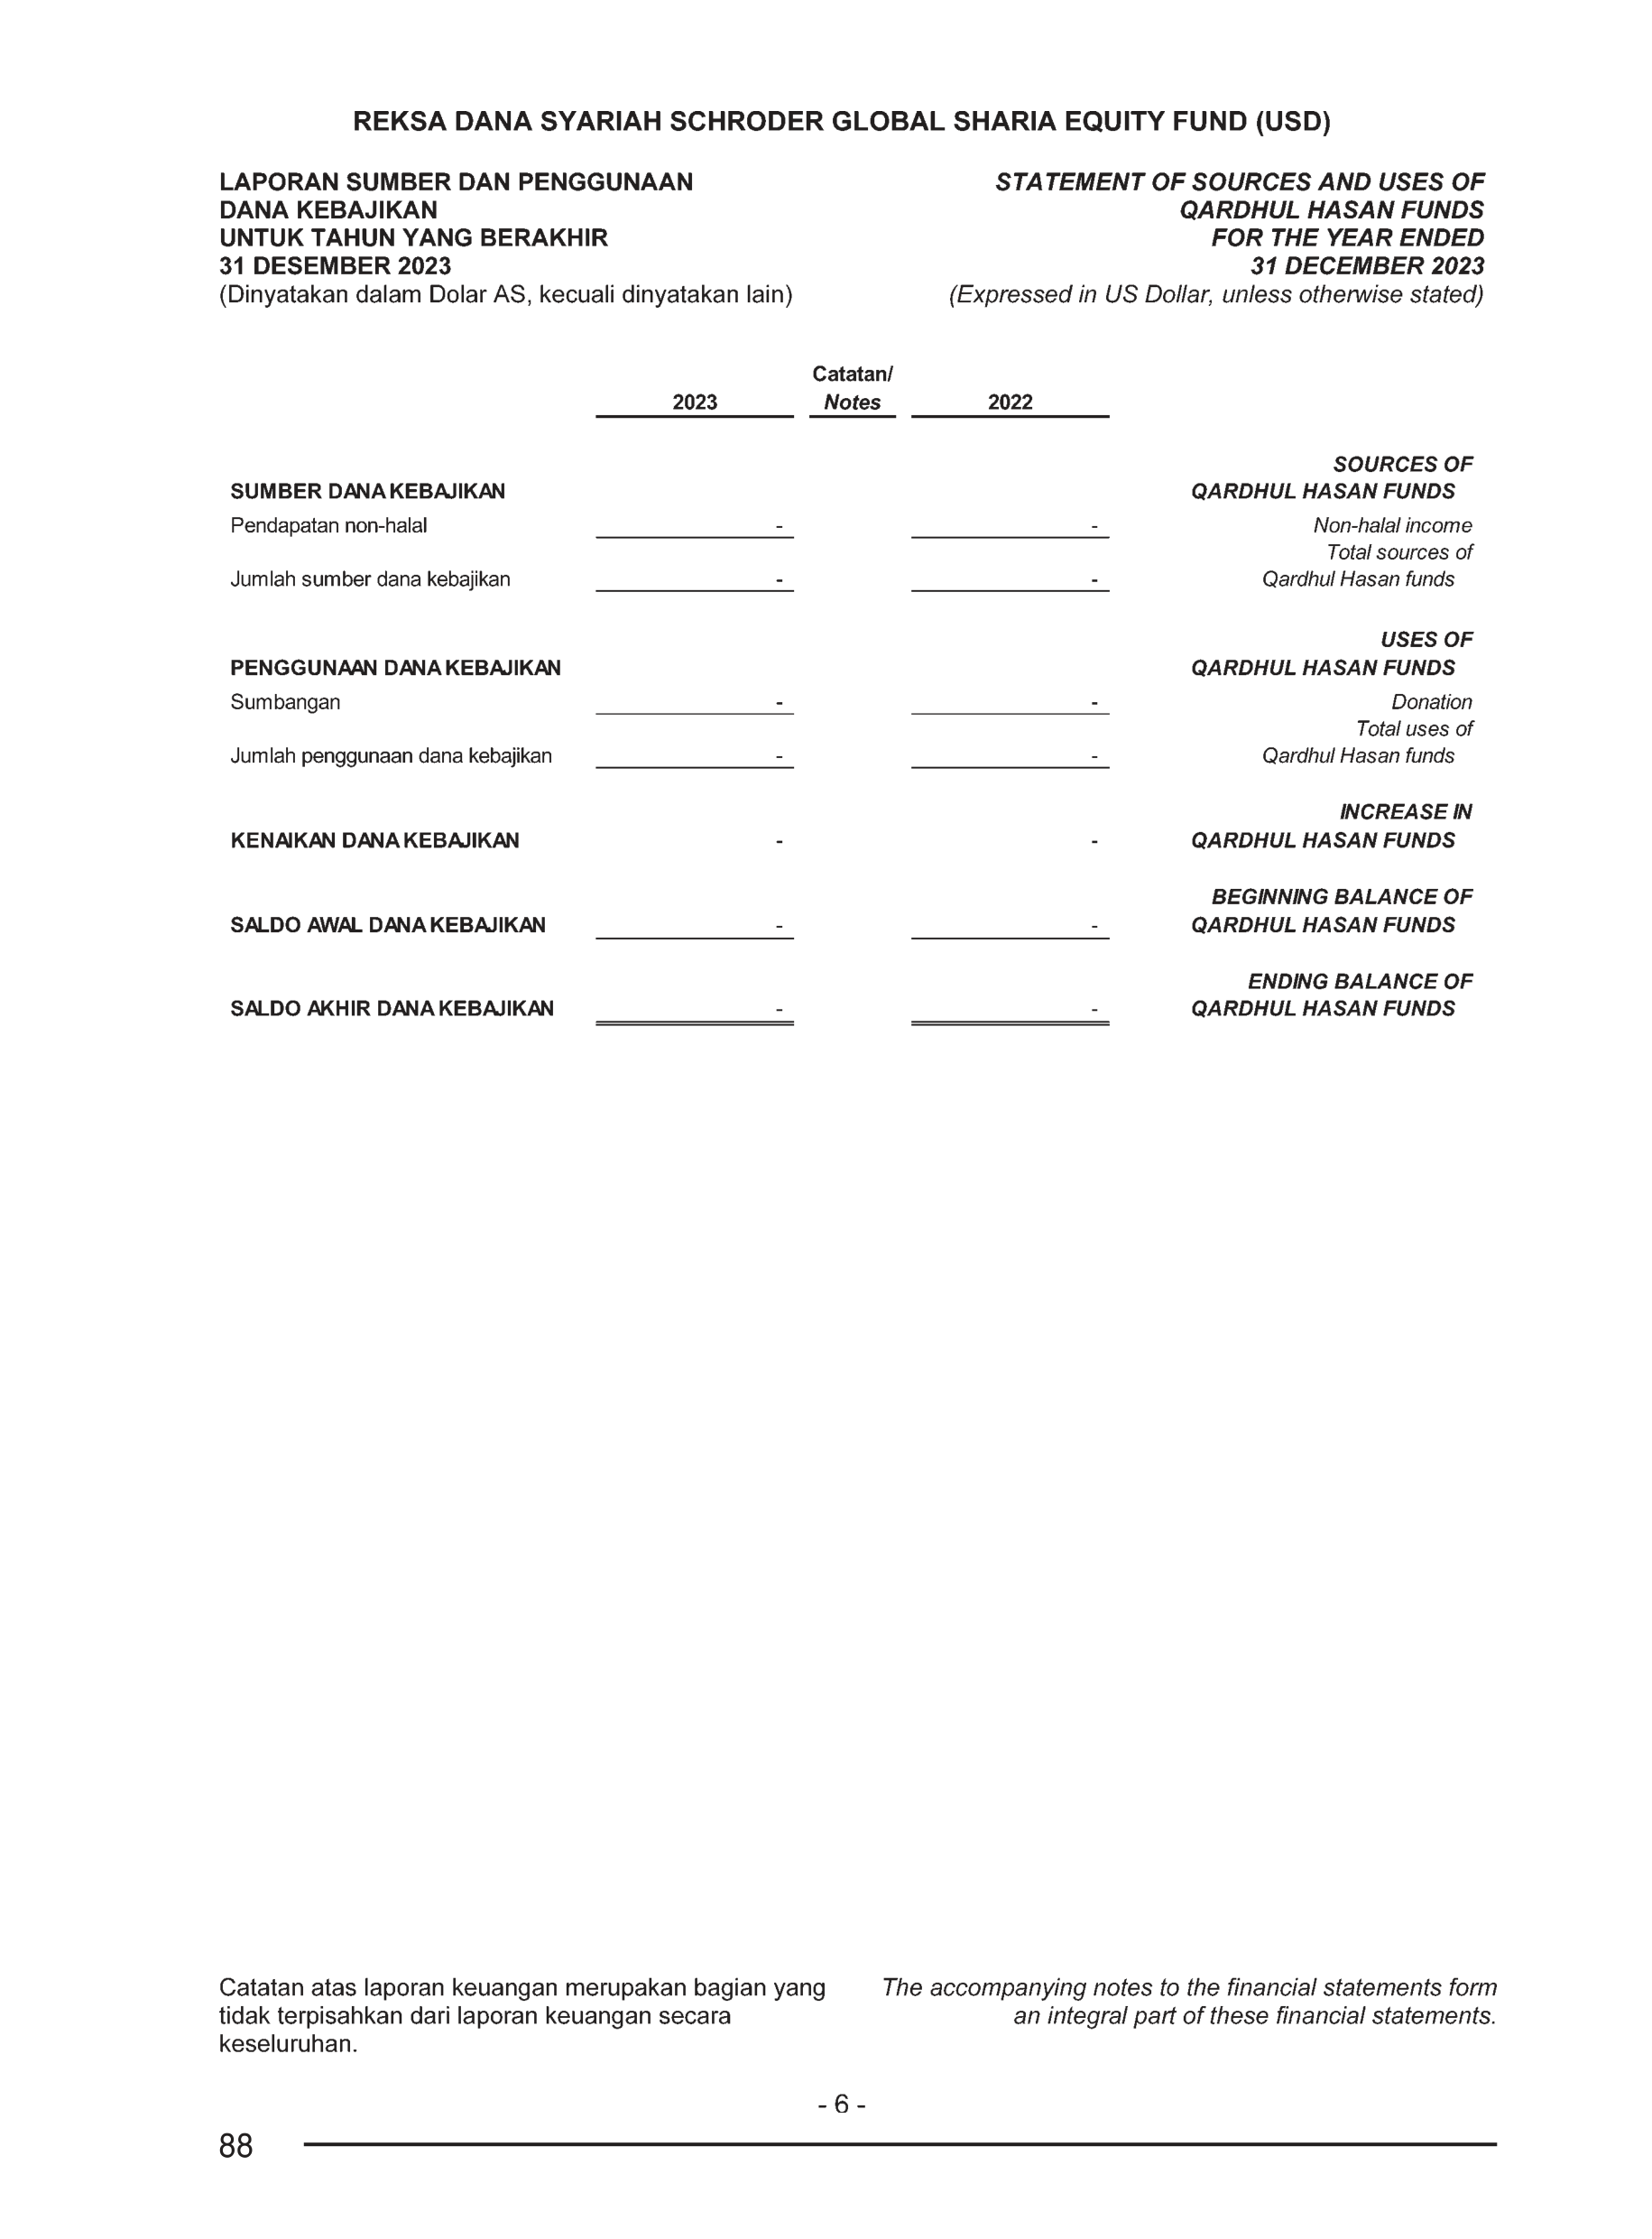 REKSA DANA SYARIAH SCHRODER GLOBAL SHARIA EQUITY FUND (USD)
LAPORAN SUMBER DAN PENGGUNAAN
DANA KEBAJIKAN
UNTUK TAHUN YANG BERAKHIR
31 DESEMBER 2023
(Dinyatakan dalam Dolar AS, kecuali dinyatakan lain)
STATEMENT OF SOURCES AND USES OF
QARDHUL HASAN FUNDS
FOR THE YEAR ENDED
31 DECEMBER 2023
(Expressed in US Dollar, unless otherwise stated)
Catatan/
2023 Notes 2022
SOURCES OF
SUMBER DANA KEBAJIKAN QARDHUL HASAN FUNDS
Pendapatan non-halal - - Non-halal income
Total sources of
Jumlah sumber dana kebajikan - - Qardhul Hasan funds
USES OF
PENGGUNAAN DANA KEBAJIKAN QARDHUL HASAN FUNDS
Sumbangan - - Donation
Total uses of
Jumlah penggunaan dana kebajikan - - Qardhul Hasan funds
INCREASE IN
KENAIKAN DANA KEBAJIKAN - - QARDHUL HASAN FUNDS
BEGINNING BALANCE OF
SALDO AWAL DANA KEBAJIKAN - - QARDHUL HASAN FUNDS
ENDING BALANCE OF
SALDO AKHIR DANA KEBAJIKAN - - QARDHUL HASAN FUNDS
Catatan atas laporan keuangan merupakan bagian yang
tidak terpisahkan dari laporan keuangan secara
keseluruhan.
The accompanying notes to the financial statements form
an integral part of these financial statements.
- 6 -
88